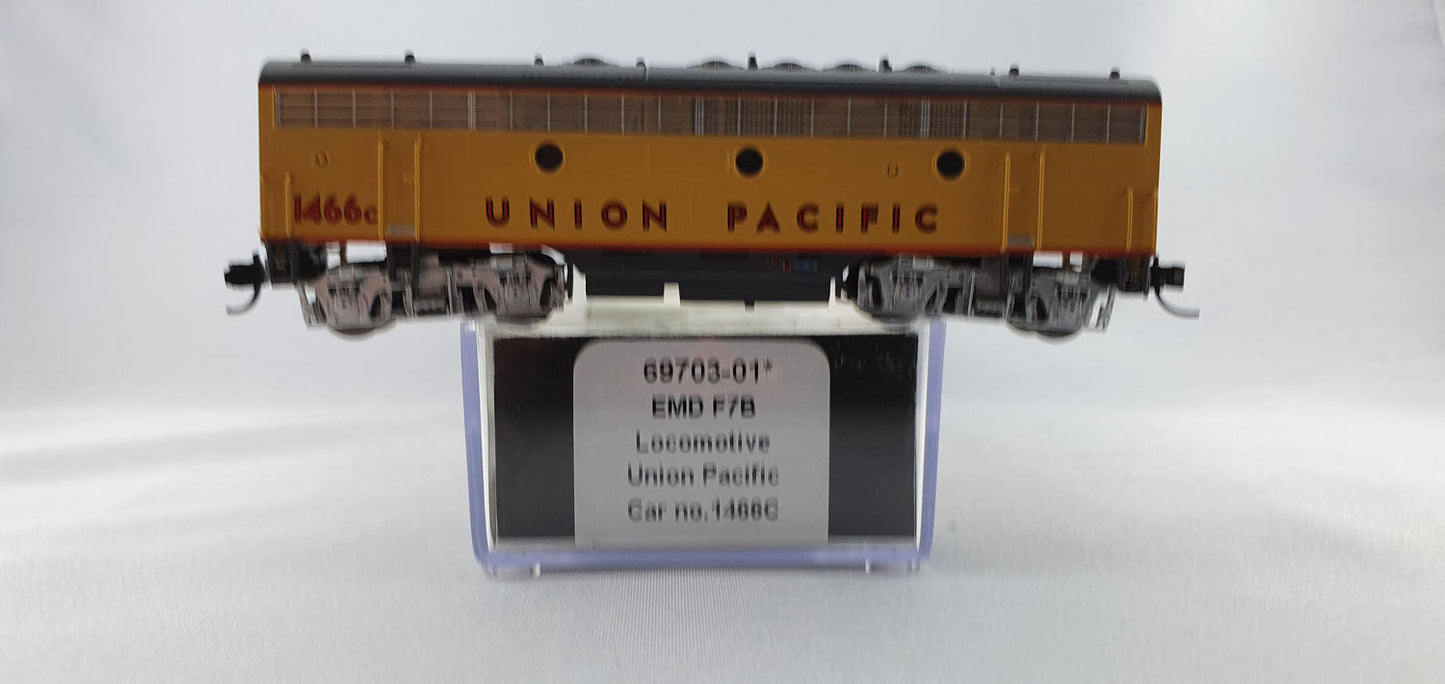 1466C
UNION PACIFIC
69703-01*
EMD F7B
Locomotive
Union Pacific
Car no.1466C